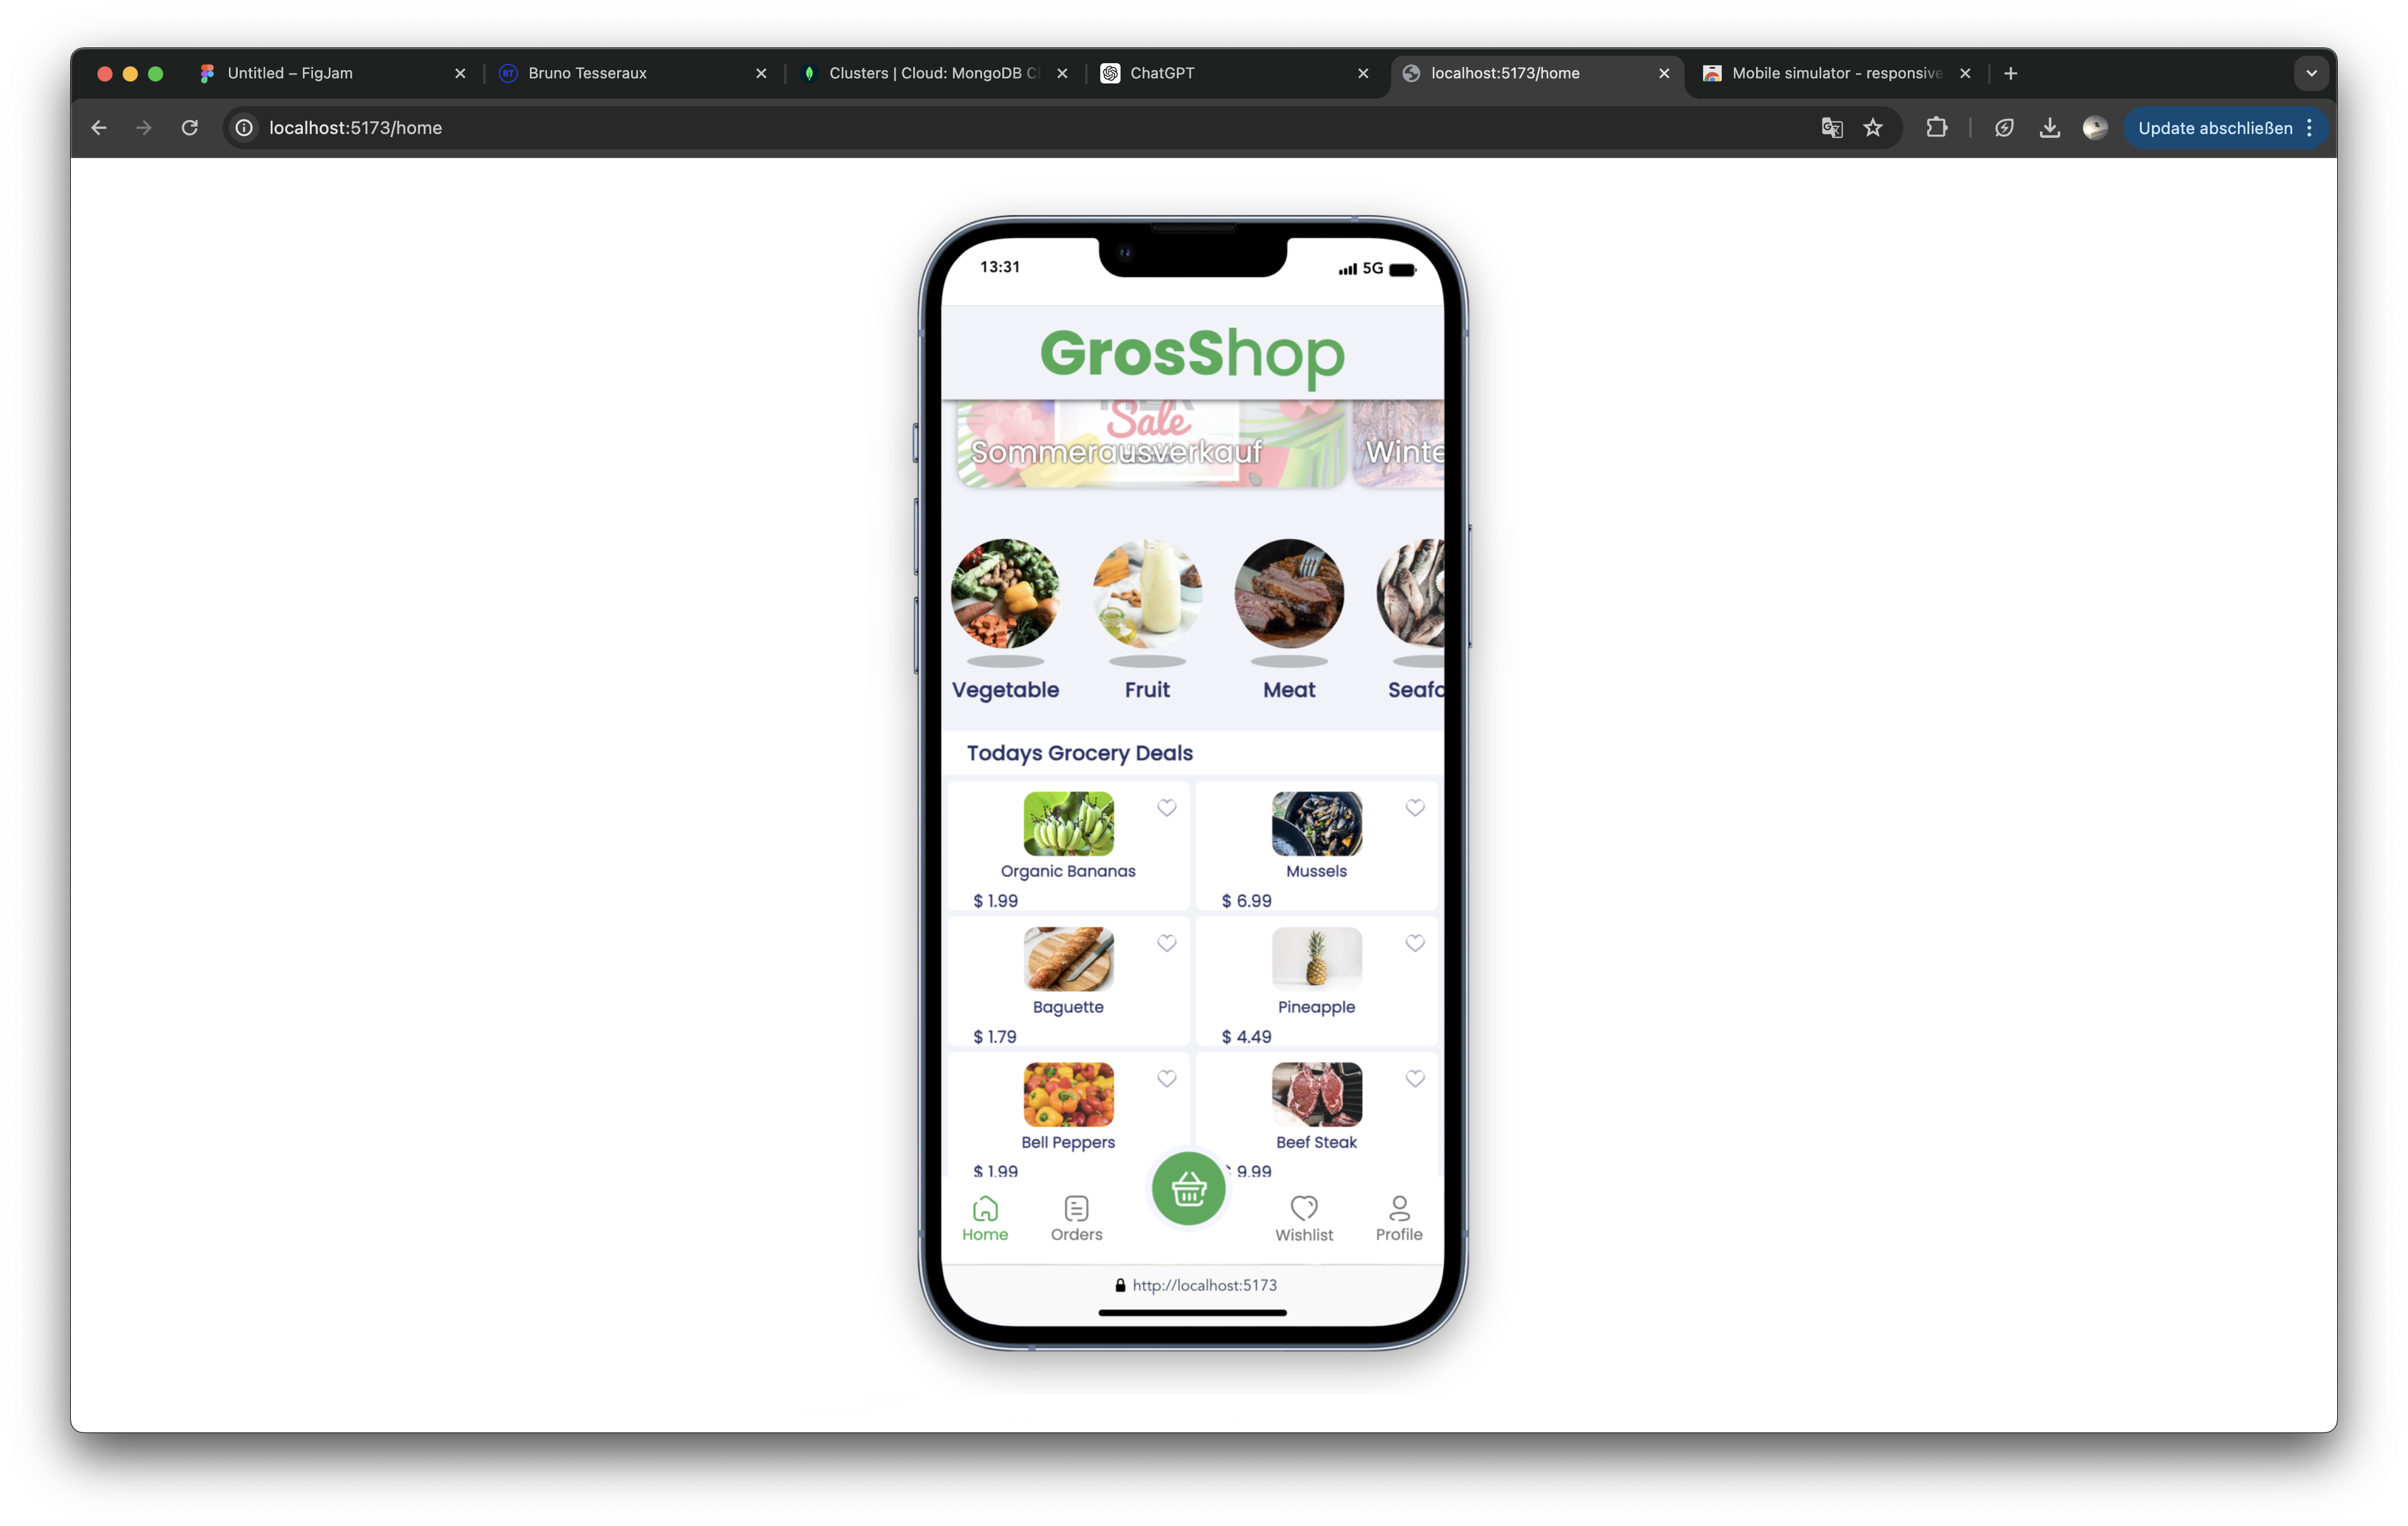 Untitled – FigJam
BT
Bruno Tesseraux
Clusters | Cloud: MongoDB Cl
ChatGPT
localhost:5173/home
Mobile simulator - responsive
localhost:5173/home
Update abschließen
13:31
5G
GrosShop
Sale
Sommerausverkauf
Winte
Vegetable
Fruit
Meat
Seafo
Todays Grocery Deals
Organic Bananas
Mussels
$ 1.99
$ 6.99
Baguette
Pineapple
$ 1.79
$ 4.49
Bell Peppers
Beef Steak
$ 1.99
9.99
Home
Orders
Wishlist
Profile
http://localhost:5173